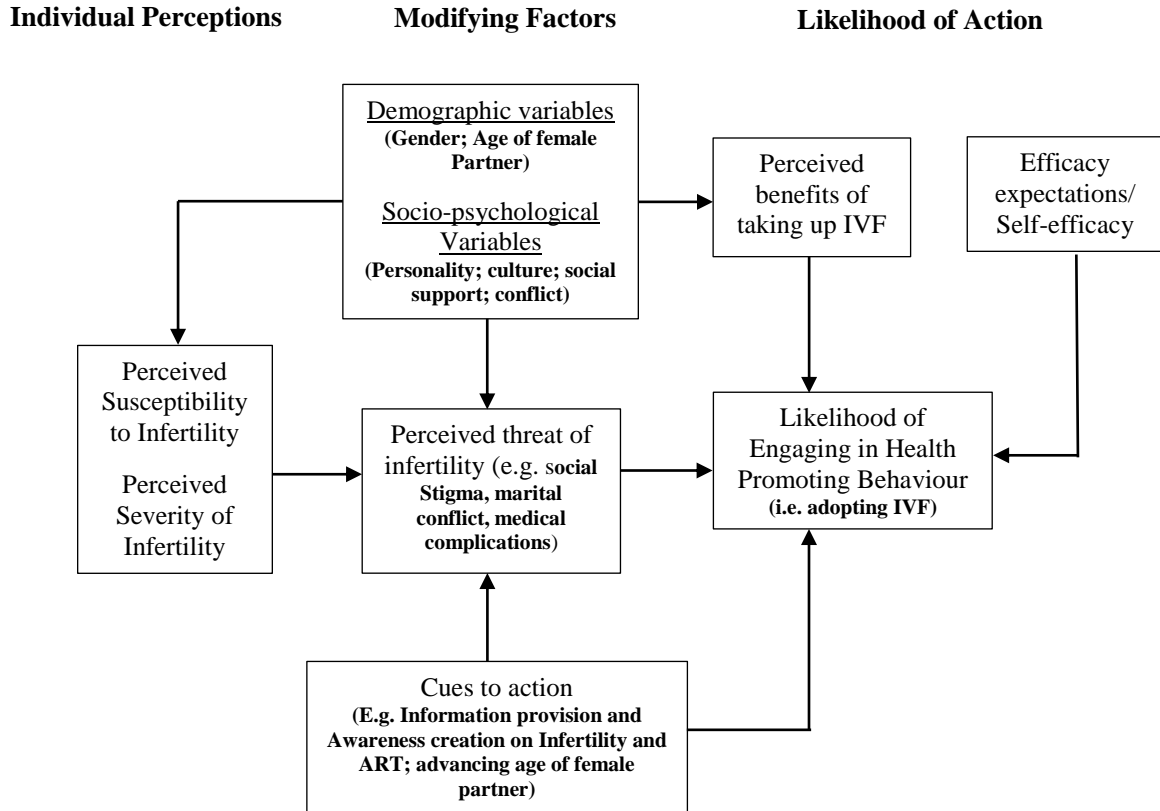 Individual Perceptions
Modifying Factors
Likelihood of Action
Demographic variables
(Gender; Age of female
Partner)
Socio-psychological
Variables
(Personality; culture; social
support; conflict)
Perceived
benefits of
taking up IVF
Efficacy
expectations/
Self-efficacy
Perceived
Susceptibility
to Infertility
Perceived
Severity of
Infertility
Perceived threat of
infertility (e.g. social
Stigma, marital
conflict, medical
complications)
Likelihood of
Engaging in Health
Promoting Behaviour
(i.e. adopting IVF)
Cues to action
(E.g. Information provision and
Awareness creation on Infertility and
ART; advancing age of female
partner)